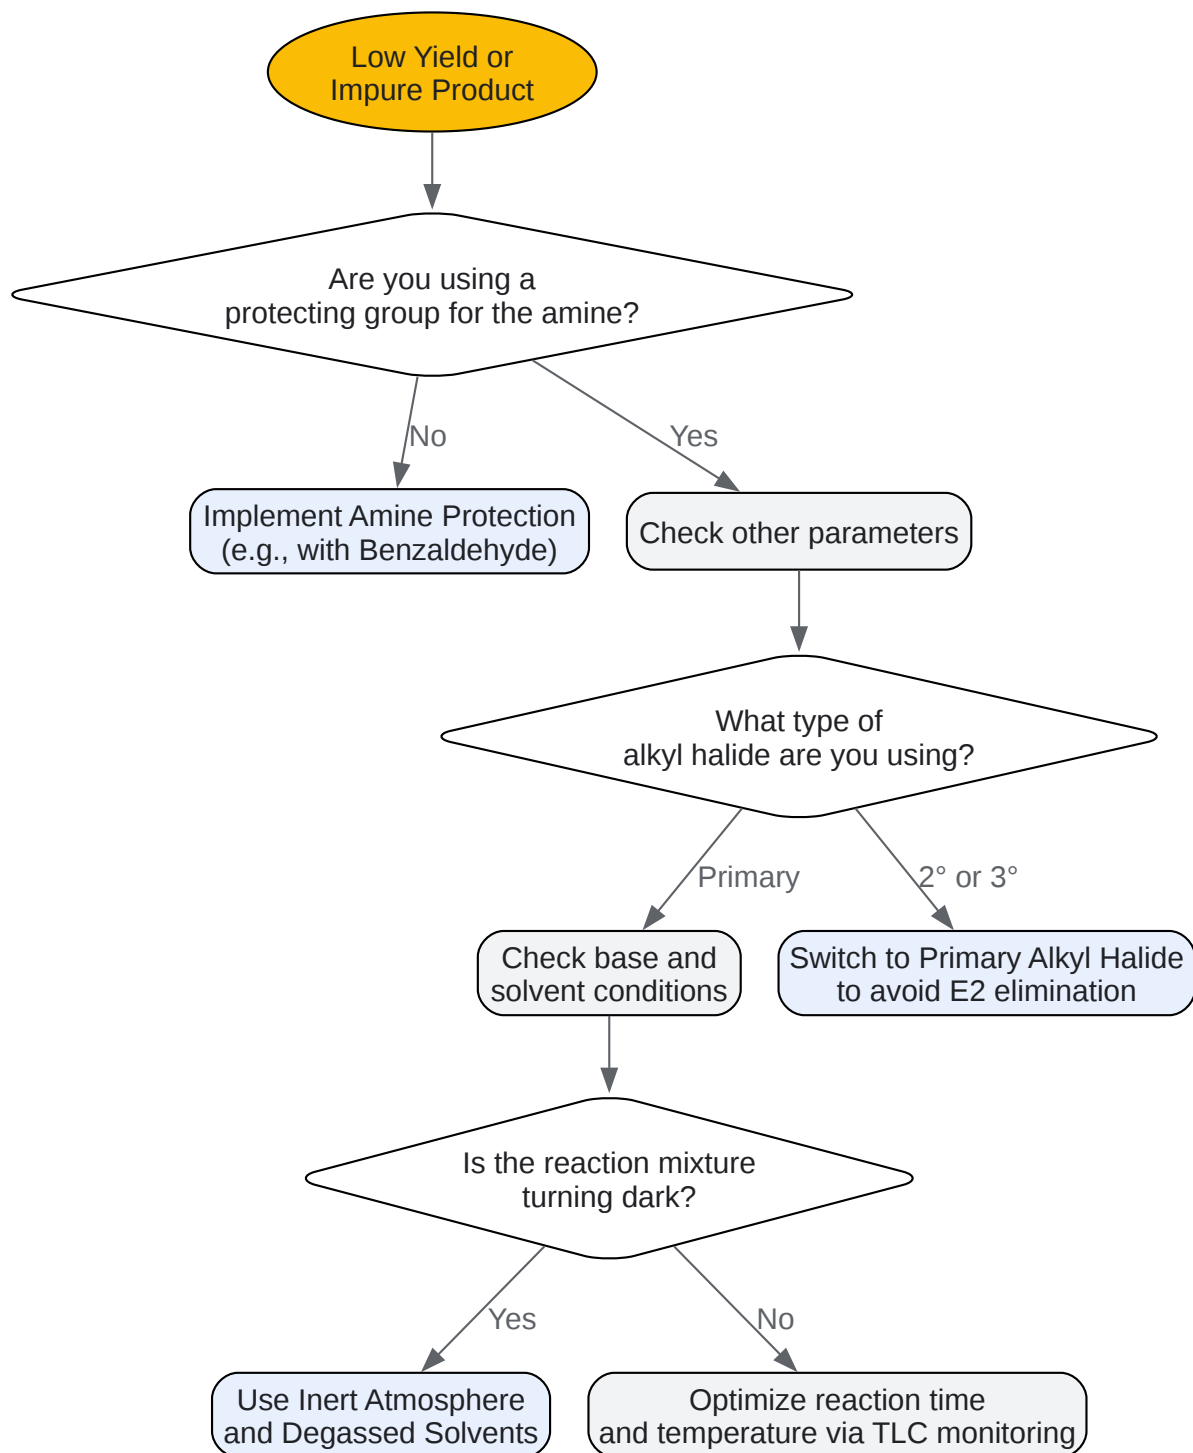 Low Yield or
Impure Product
Are you using a
protecting group for the amine?
No
Yes
Implement Amine Protection
(e.g., with Benzaldehyde)
Check other parameters
What type of
alkyl halide are you using?
Primary
2° or 3°
Check base and
solvent conditions
Switch to Primary Alkyl Halide
to avoid E2 elimination
Is the reaction mixture
turning dark?
Yes
No
Use Inert Atmosphere
and Degassed Solvents
Optimize reaction time
and temperature via TLC monitoring